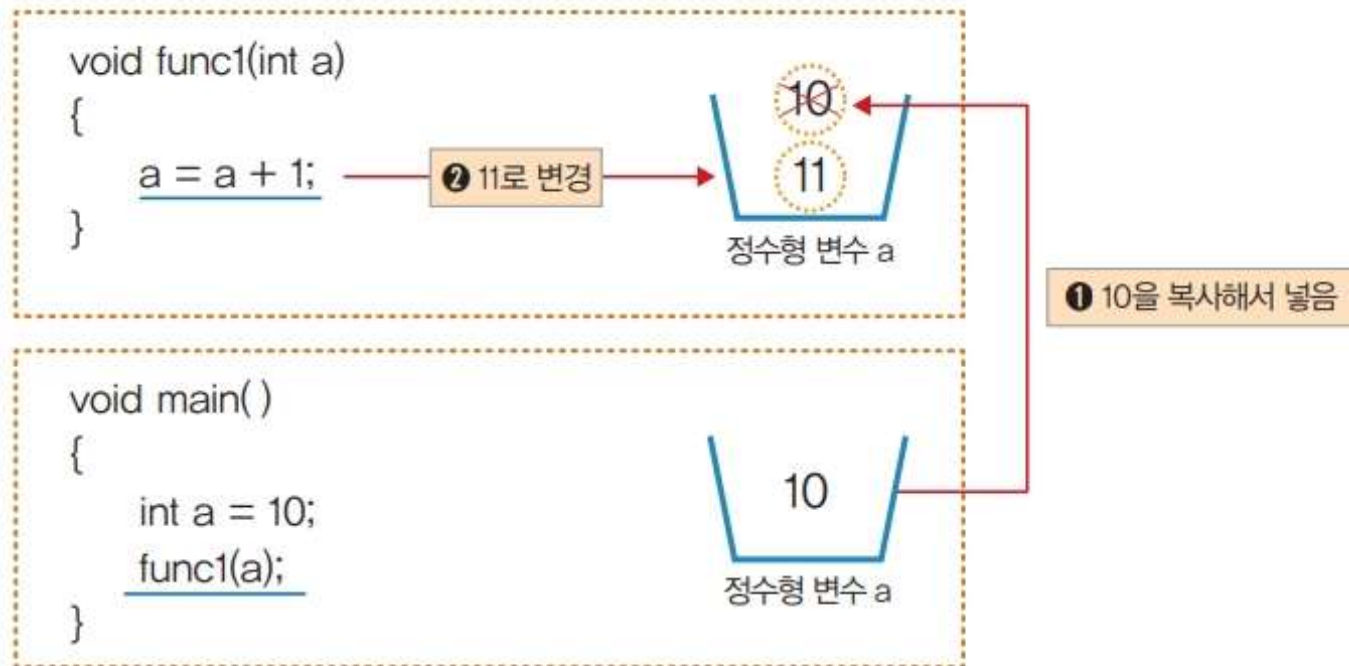 void func1(int a)
{
a = a + 1;
}
❷ 11로 변경
10
11
정수형 변수 a
❶ 10을 복사해서 넣음
void main( )
{
int a = 10;
func1(a);
}
10
정수형 변수 a